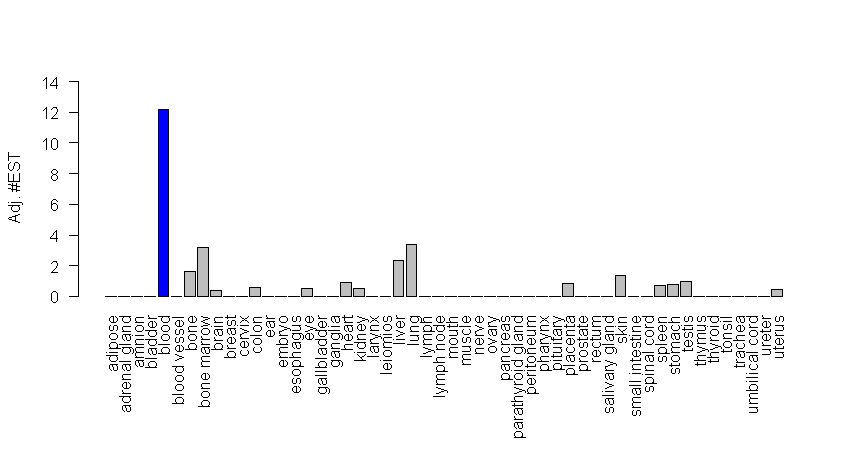 14
12
10
8
6
4
2
0
Adj. #EST
adipose
adrenal gland
amnion
bladder
blood
blood vessel
bone
bone marrow
brain
breast
cervix
colon
ear
embryo
esophagus
eye
gallbladder
ganglia
heart
kidney
larynx
leiomios
liver
lung
lymph
lymph node
mouth
muscle
nerve
ovary
pancreas
parathyroid gland
peritoneum
pharynx
pituitary
placenta
prostate
rectum
salivary gland
skin
small intestine
spinal cord
spleen
stomach
testis
thymus
thyroid
tonsil
trachea
umbilical cord
ureter
uterus